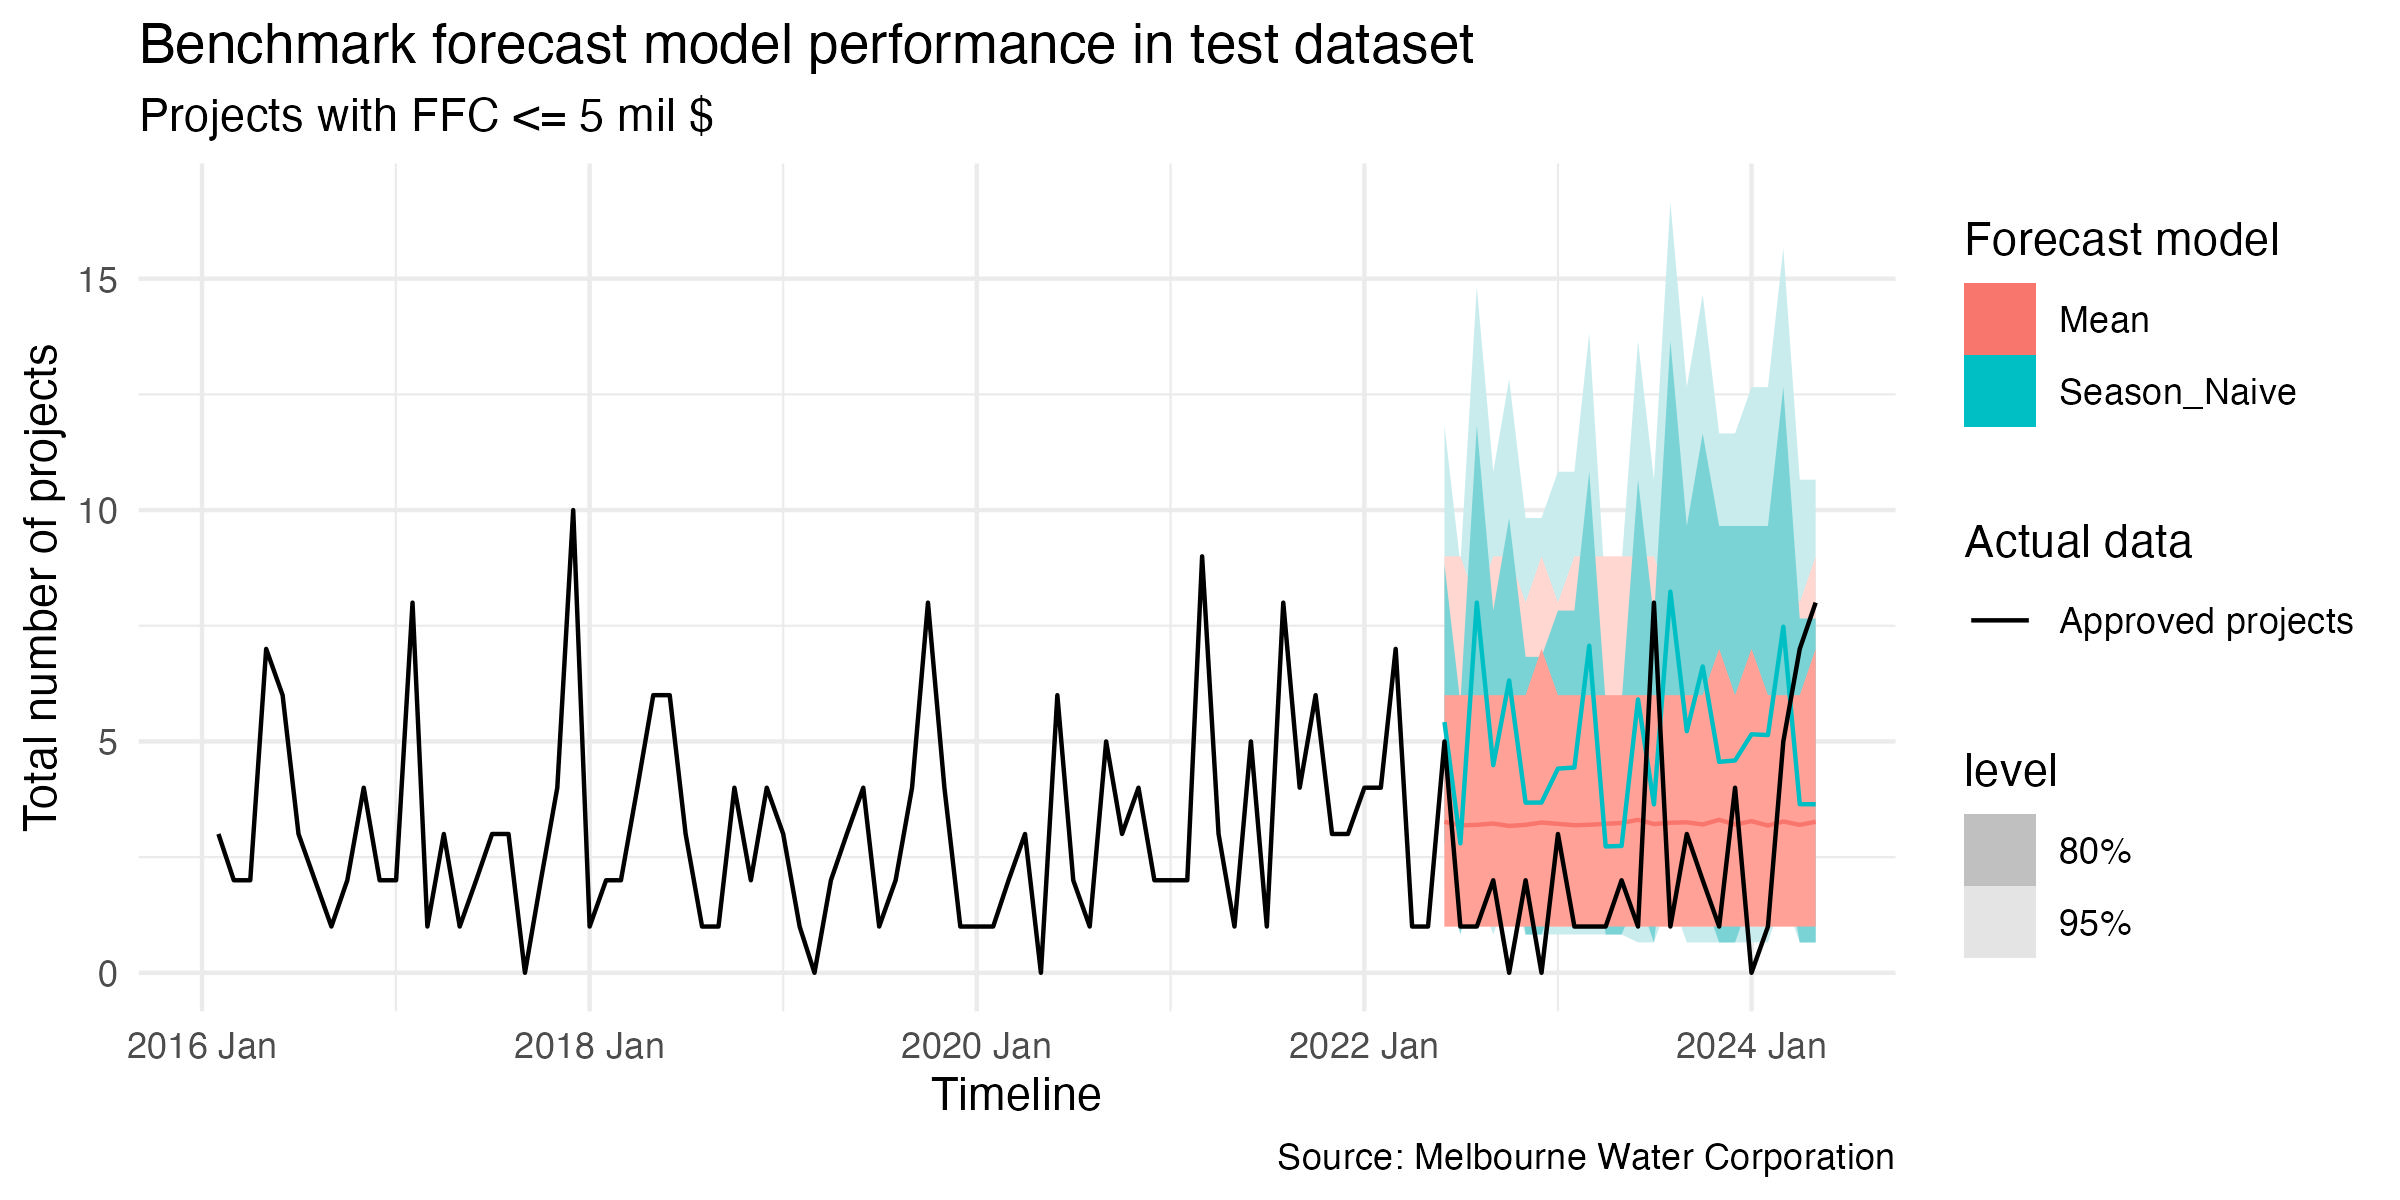 Benchmark forecast model performance in test dataset
Projects with FFC <= 5 mil $
Total number of projects
15
10
5
0
2016 Jan
2018 Jan
2020 Jan
2022 Jan
2024 Jan
Timeline
Forecast model
Mean
Season_Naive
Actual data
Approved projects
level
80%
95%
Source: Melbourne Water Corporation